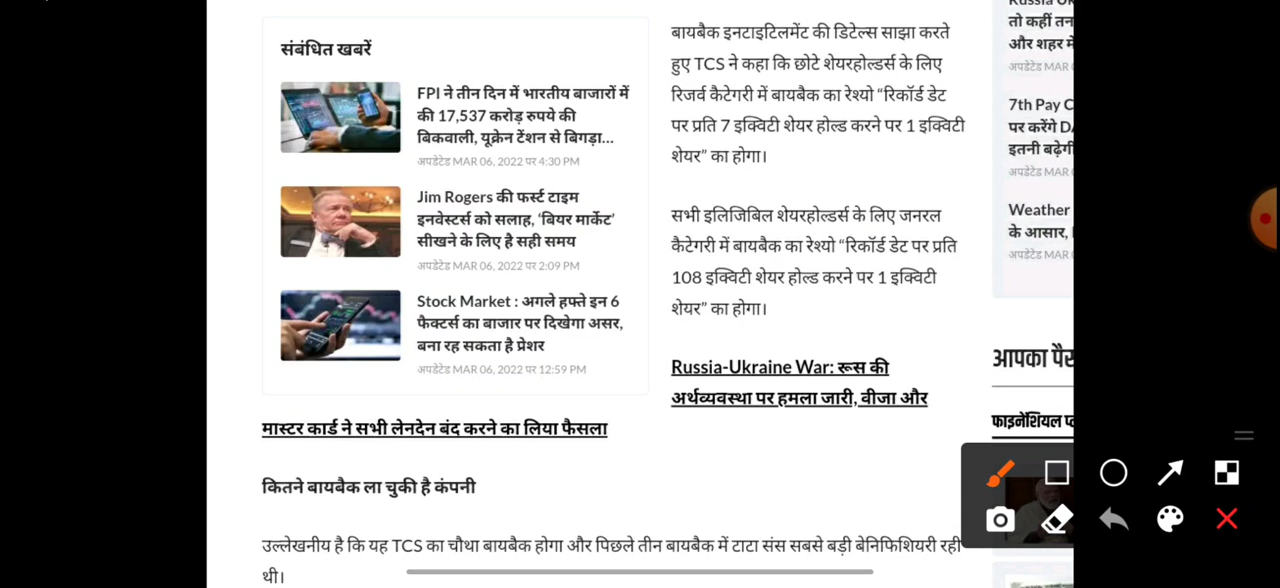 संबंधित खबरें
FPI ने तीन दिन में भारतीय बाजारों में
की 17,537 करोड़ रुपये की
बिकवाली, यूक्रेन टेंशन से बिगड़ा...
अपडेटेड MAR 06, 2022 पर 4:30 PM
Jim Rogers की फर्स्ट टाइम
इनवेस्टर्स को सलाह, ‘बियर मार्केट’
सीखने के लिए है सही समय
अपडेटेड MAR 06, 2022 पर 2:09 PM
Stock Market : अगले हफ्ते इन 6
फैक्टर्स का बाजार पर दिखेगा असर,
बना रह सकता है प्रेशर
अपडेटेड MAR 06, 2022 पर 12:59 PM
बायबैक इनटाइटिलमेंट की डिटेल्स साझा करते
हुए TCS ने कहा कि छोटे शेयरहोल्डर्स के लिए
रिजर्व कैटेगरी में बायबैक का रेश्यो “रिकॉर्ड डेट
पर प्रति 7 इक्विटी शेयर होल्ड करने पर 1 इक्विटी
शेयर” का होगा।
सभी इलिजिबिल शेयरहोल्डर्स के लिए जनरल
कैटेगरी में बायबैक का रेश्यो “रिकॉर्ड डेट पर प्रति
108 इक्विटी शेयर होल्ड करने पर 1 इक्विटी
शेयर” का होगा।
Russia-Ukraine War: रूस की
अर्थव्यवस्था पर हमला जारी, वीजा और
मास्टर कार्ड ने सभी लेनदेन बंद करने का लिया फैसला
कितने बायबैक ला चुकी है कंपनी
उल्लेखनीय है कि यह TCS का चौथा बायबैक होगा और पिछले तीन बायबैक में टाटा संस सबसे बड़ी बेनिफिशियरी रही
थी।
तो कहीं तन
और शहर में
अपडेटेड MAR
7th Pay C
पर करेंगे
इतनी बढ़ेगी
अपडेटेड MAR
Weather
के आसार,
अपडेटेड MAR
आपका पैस
फाइनेंशियल